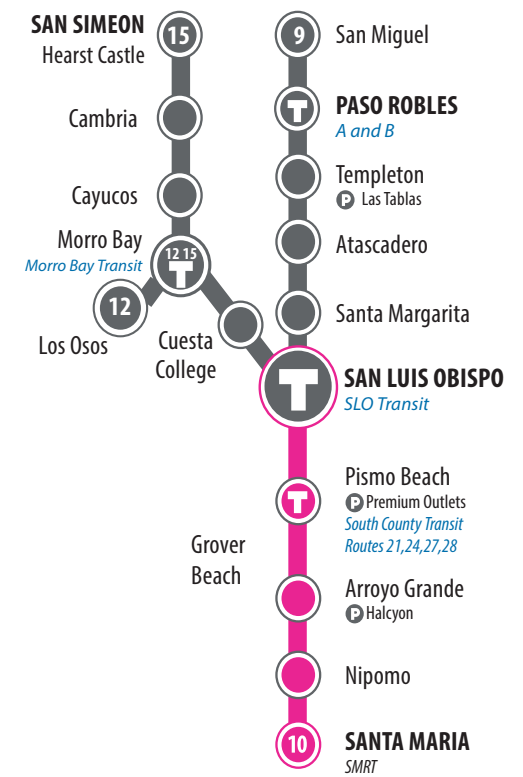 SAN SIMEON
Hearst Castle
15
9
San Miguel
Cambria
T
PASO ROBLES
A and B
Cayucos
Templeton
P Las Tablas
Morro Bay
Morro Bay Transit
12 15
T
Atascadero
12
Los Osos
Cuesta
College
Santa Margarita
T
SAN LUIS OBISPO
SLO Transit
T
Pismo Beach
P Premium Outlets
South County Transit
Routes 21,24,27,28
Grover
Beach
Arroyo Grande
P Halcyon
Nipomo
10
SANTA MARIA
SMRT